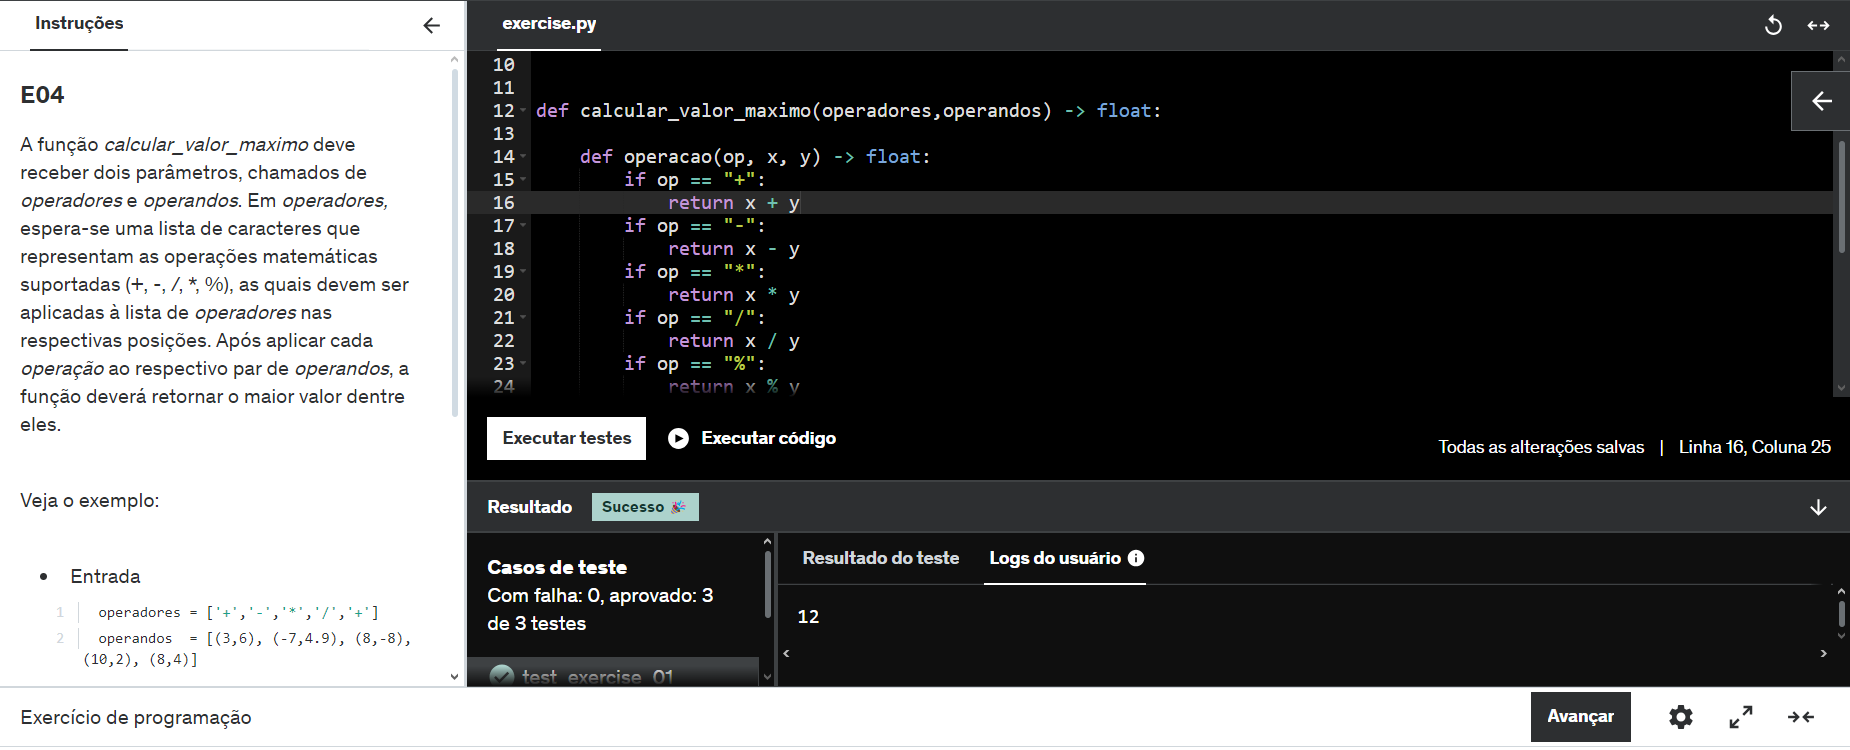 Instruções
E04
A função calcular_valor_maximo deve
receber dois parâmetros, chamados de
operadores e operandos. Em operadores,
espera-se uma lista de caracteres que
representam as operações matemáticas
suportadas (+, -, /, *, %), as quais devem ser
aplicadas à lista de operadores nas
respectivas posições. Após aplicar cada
operação ao respectivo par de operandos, a
função deverá retornar o maior valor dentre
eles.
Veja o exemplo:
• Entrada
1 operadores = ['+','-','*','/','+']
2 operandos  = [(3,6), (-7,4.9), (8,-8),
(10,2), (8,4)]
exercise.py
10
11
12 def calcular_valor_maximo(operadores,operandos) -> float:
13
14     def operacao(op, x, y) -> float:
15         if op == "+":
16             return x + y
17         if op == "-":
18             return x - y
19         if op == "*":
20             return x * y
21         if op == "/":
22             return x / y
23         if op == "%":
24             return x % y
Executar testes Executar código
Todas as alterações salvas | Linha 16, Coluna 25
Resultado Sucesso 🎉
Casos de teste
Com falha: 0, aprovado: 3
de 3 testes
test_exercise_01
Resultado do teste Logs do usuário
12
Exercício de programação
Avançar